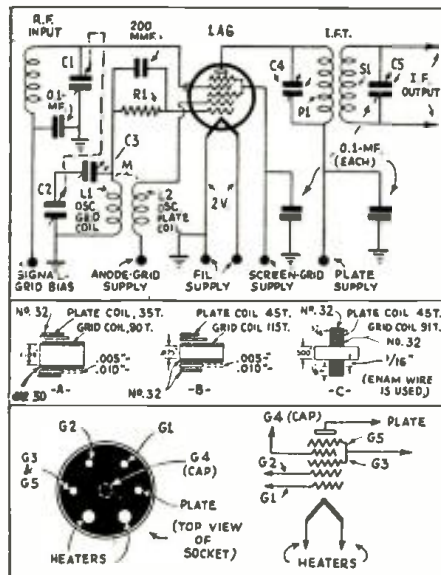 R.F. INPUT
C1
0.1-MF.
200 MMF.
1A6
R1
I.F.T.
C4
P1
S1
C5
I.F. OUTPUT
C3
M
C2
L1 OSC GRID COIL
L2 OSC PLATE COIL
2V
0.1-MF. (EACH)
SIGNAL GRID BIAS
ANODE-GRID SUPPLY
FIL SUPPLY
SCREEN-GRID SUPPLY
PLATE SUPPLY
NO. 32
PLATE COIL, 35T.
GRID COIL, 90T.
.005"-
.010"-
30
-A-
PLATE COIL 45T.
GRID COIL 115T.
.005"-
.010"-
NO. 32
-B-
NO. 32
PLATE COIL 45T.
GRID COIL 91T.
NO. 32
1/16"
-C-
(ENAM WIRE IS USED)
G2
G1
G3 & G5
G4 (CAP)
PLATE
(TOP VIEW OF SOCKET)
HEATERS
G4 (CAP)
PLATE
G5
G2
G3
G1
HEATERS